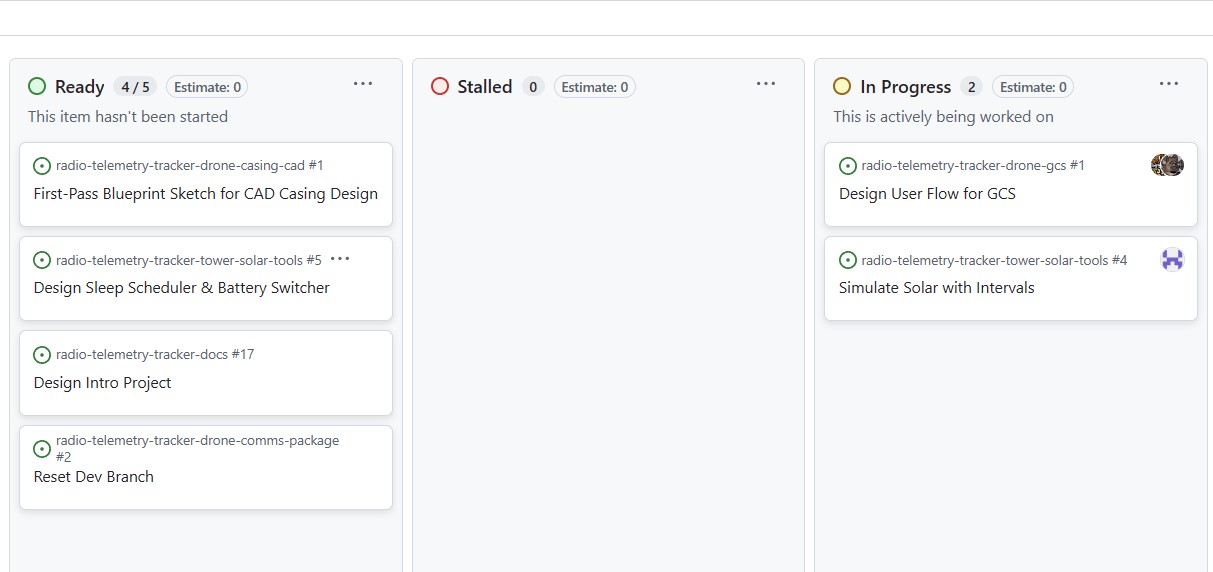 Ready 4 / 5 Estimate: 0
This item hasn't been started
radio-telemetry-tracker-drone-casing-cad #1
First-Pass Blueprint Sketch for CAD Casing Design
radio-telemetry-tracker-tower-solar-tools #5
Design Sleep Scheduler & Battery Switcher
radio-telemetry-tracker-docs #17
Design Intro Project
radio-telemetry-tracker-drone-comms-package
#2
Reset Dev Branch
Stalled 0 Estimate: 0
In Progress 2 Estimate: 0
This is actively being worked on
radio-telemetry-tracker-drone-gcs #1
Design User Flow for GCS
radio-telemetry-tracker-tower-solar-tools #4
Simulate Solar with Intervals